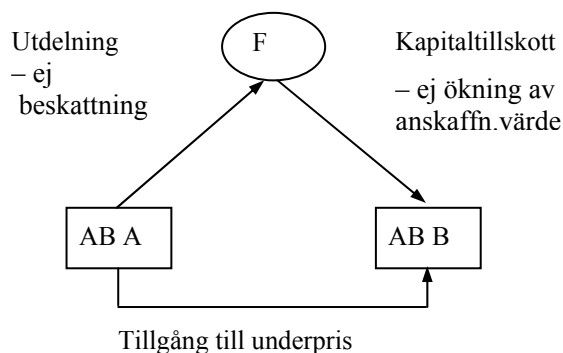 Utdelning
– ej
beskattning
F
Kapitaltillskott
– ej ökning av
anskaffn.värde
AB A
AB B
Tillgång till underpris